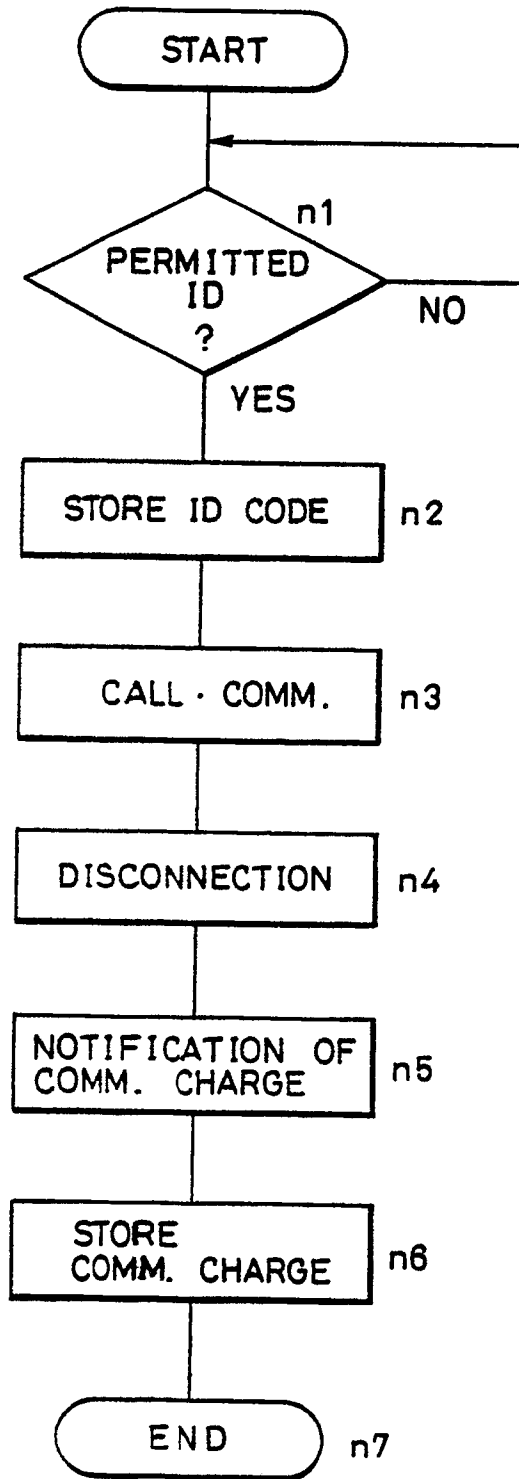 START
n1
PERMITTED
ID
?
NO
YES
STORE ID CODE
n2
CALL · COMM.
n3
DISCONNECTION
n4
NOTIFICATION OF
COMM. CHARGE
n5
STORE
COMM. CHARGE
n6
END
n7